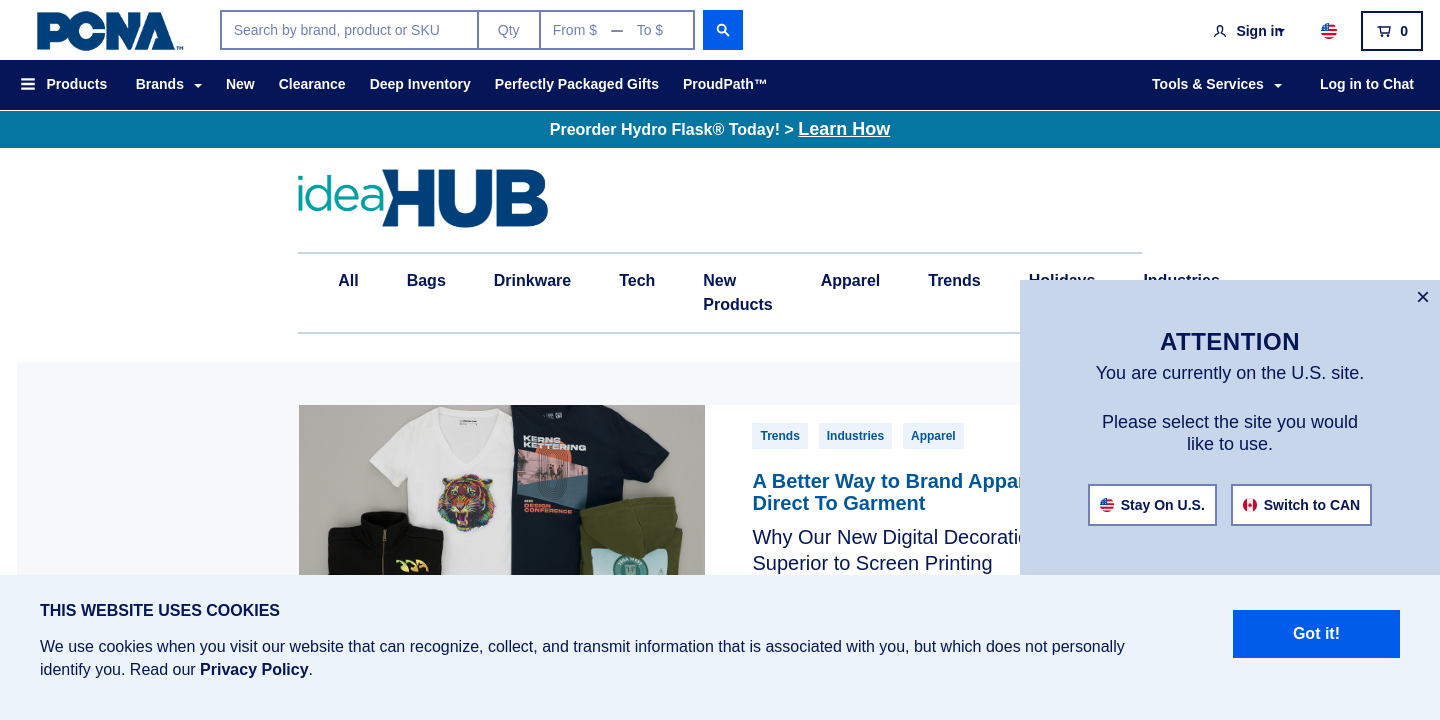 PCNA™
Search by brand, product or SKU
Qty
From $ — To $
Sign in
0
Products
Brands
New
Clearance
Deep Inventory
Perfectly Packaged Gifts
ProudPath™
Tools & Services
Log in to Chat
Preorder Hydro Flask® Today! > Learn How
ideaHUB
All
Bags
Drinkware
Tech
New
Products
Apparel
Trends
Holidays
Industries
×
ATTENTION
You are currently on the U.S. site.
Please select the site you would
like to use.
Stay On U.S.
Switch to CAN
KERNG
KETTERING
DESIGN
CONFERENCE
Trends
Industries
Apparel
A Better Way to Brand Appar
Direct To Garment
Why Our New Digital Decoratio
Superior to Screen Printing
THIS WEBSITE USES COOKIES
We use cookies when you visit our website that can recognize, collect, and transmit information that is associated with you, but which does not personally
identify you. Read our Privacy Policy.
Got it!